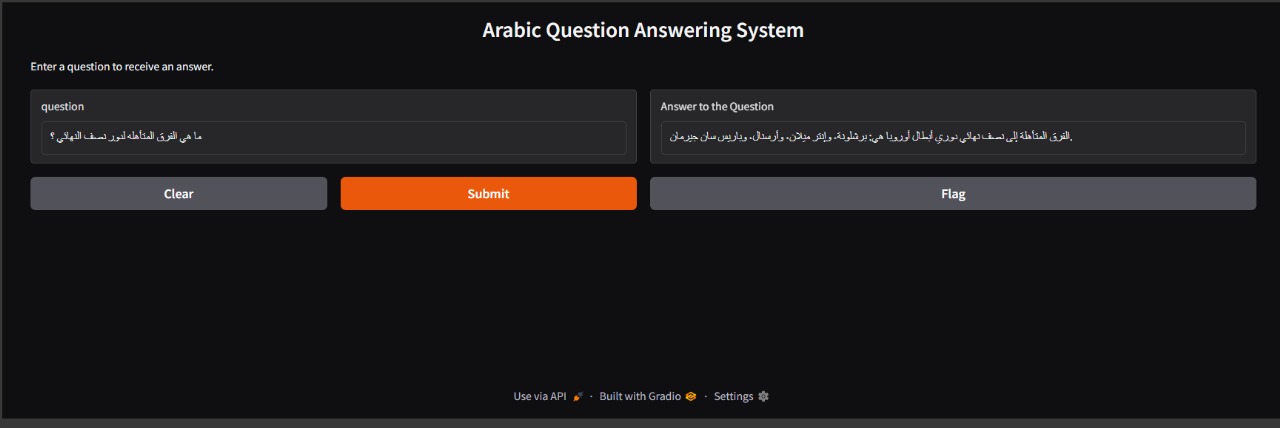 Arabic Question Answering System
Enter a question to receive an answer.
question
ما هي الفرق المتأهله لدور نصف النهائي ؟
Answer to the Question
الفرق المتأهلة إلى نصف نهائي دوري أبطال أوروبا هي: برشلونة، وإنتر ميلان، وأرسنال، وباريس سان جيرمان.
Clear
Submit
Flag
Use via API · Built with Gradio · Settings